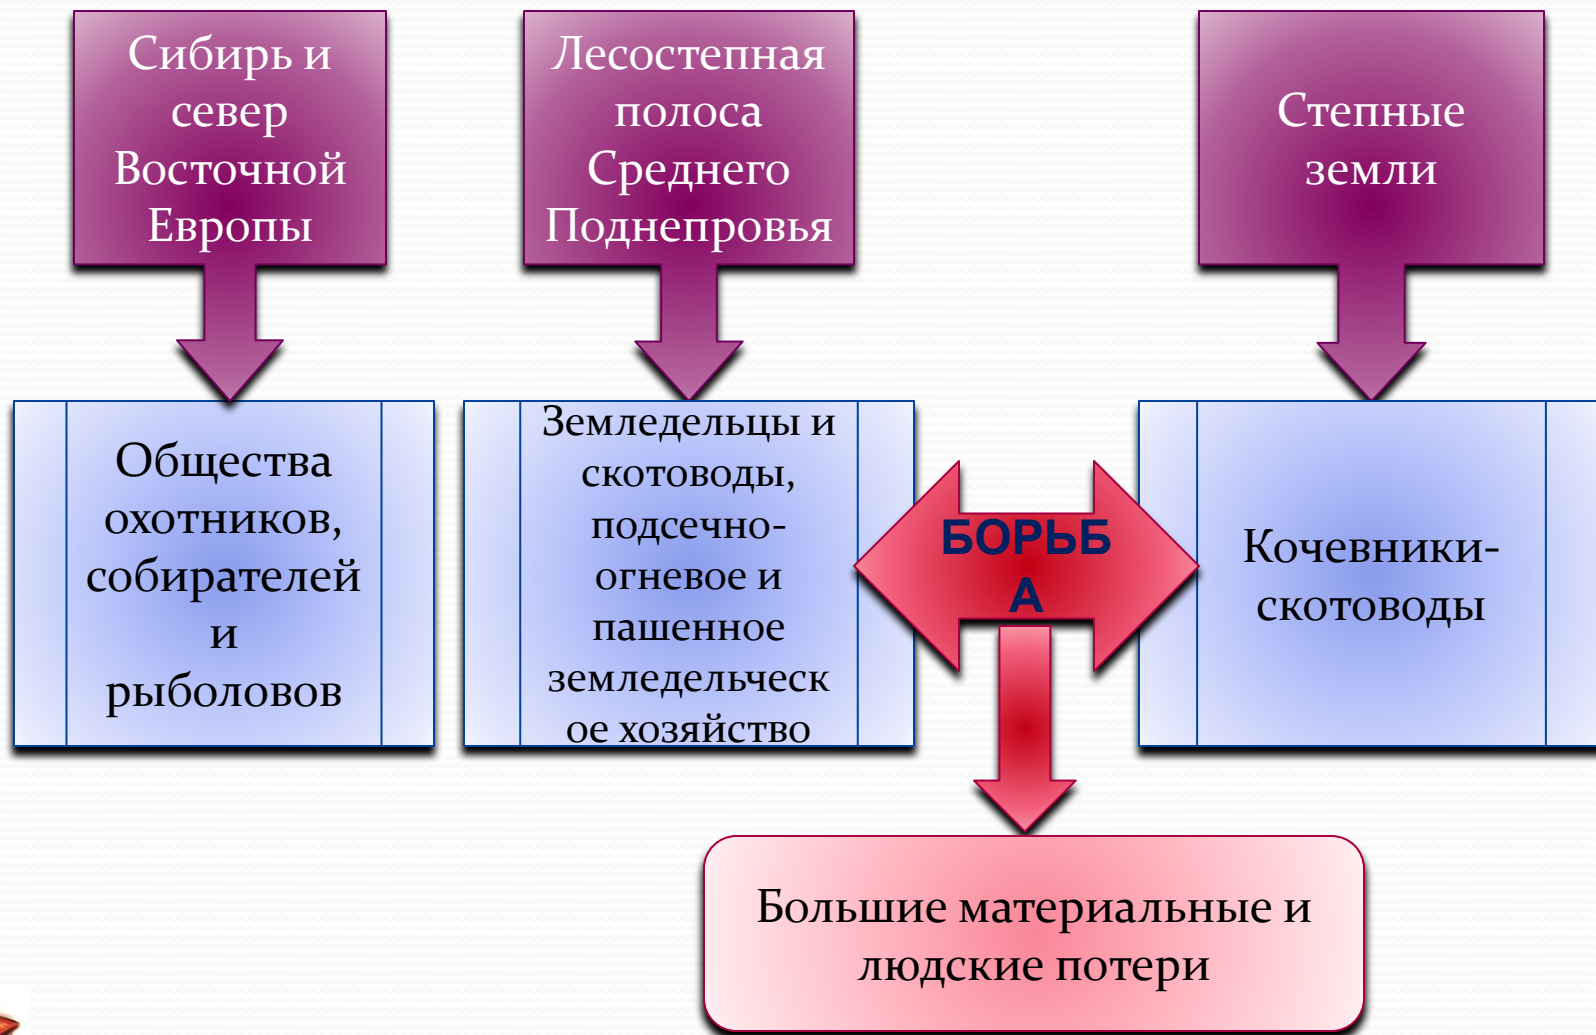 Сибирь и
север
Восточной
Европы
Лесостепная
полоса
Среднего
Поднепровья
Степные
земли
Общества
охотников,
собирателей
и
рыболовов
Земледельцы и
скотоводы,
подсечно-
огневое и
пашенное
земледельческ
ое хозяйство
БОРЬБ
А
Кочевники-
скотоводы
Большие материальные и
людские потери